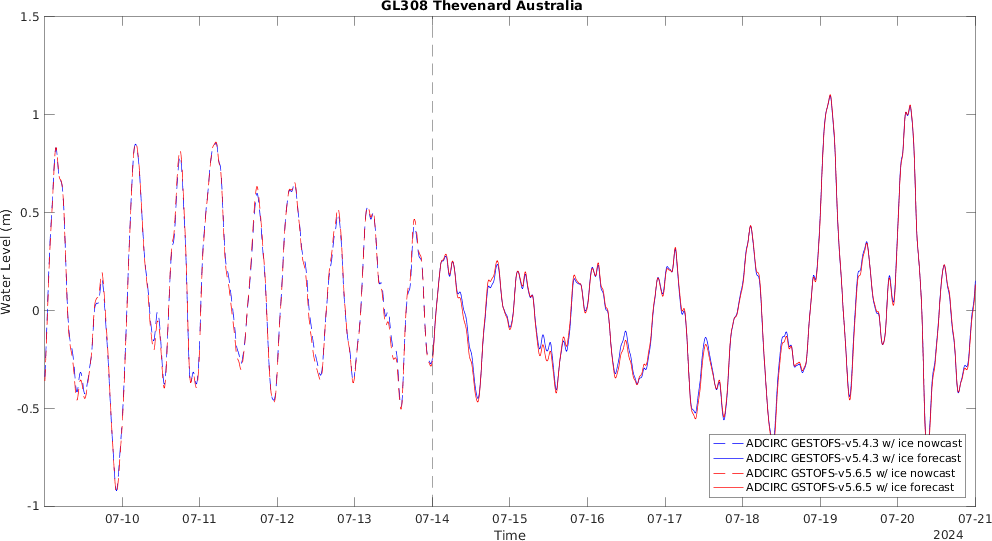 GL308 Thevenard Australia
Water Level (m)
1.5
1
0.5
0
-0.5
-1
07-10 07-11 07-12 07-13 07-14 07-15 07-16 07-17 07-18 07-19 07-20 07-21
Time
2024
ADCIRC GESTOFS-v5.4.3 w/ ice nowcast
ADCIRC GESTOFS-v5.4.3 w/ ice forecast
ADCIRC GSTOFS-v5.6.5 w/ ice nowcast
ADCIRC GSTOFS-v5.6.5 w/ ice forecast